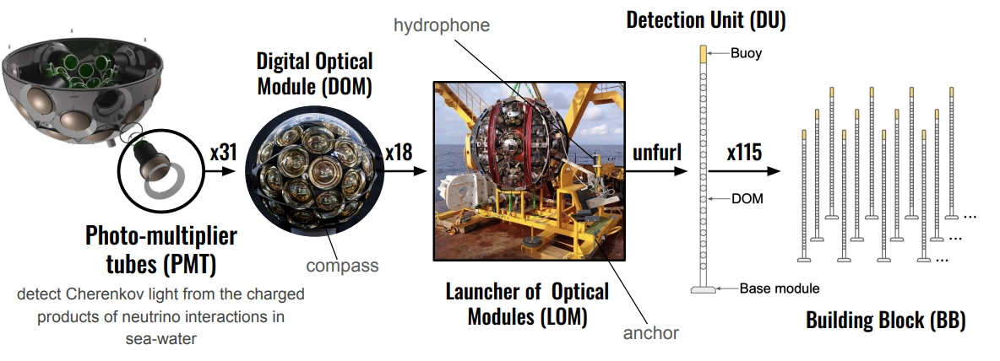 hydrophone
Detection Unit (DU)
Buoy
Digital Optical
Module (DOM)
x31
x18
unfurl
x115
DOM
Photo-multiplier
tubes (PMT)
compass
detect Cherenkov light from the charged
products of neutrino interactions in
sea-water
Launcher of Optical
Modules (LOM)
anchor
Base module
...
...
...
Building Block (BB)